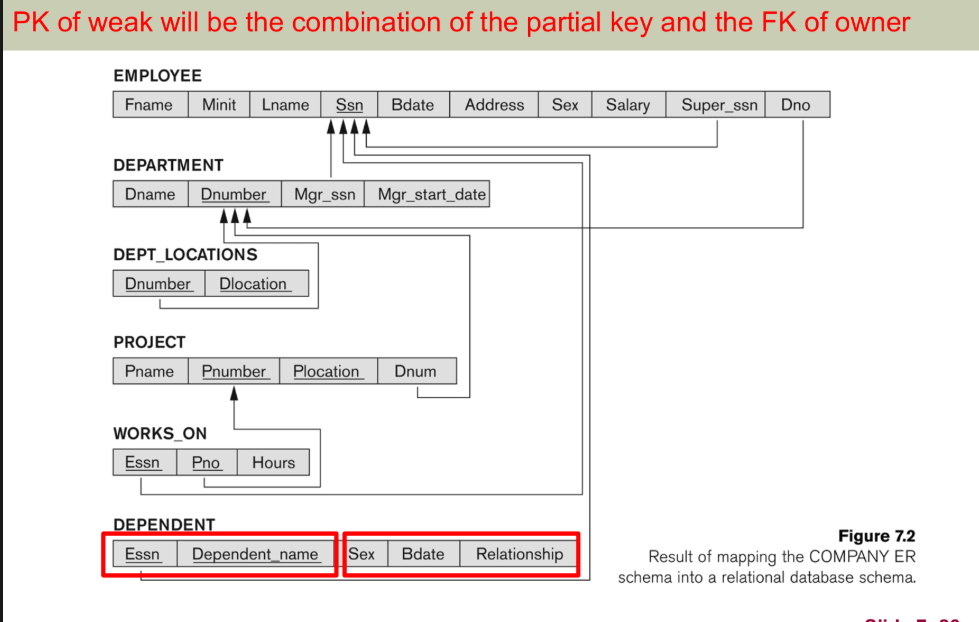 PK of weak will be the combination of the partial key and the FK of owner
EMPLOYEE
Fname Minit Lname Ssn Bdate Address Sex Salary Super_ssn Dno
DEPARTMENT
Dname Dnumber Mgr_ssn Mgr_start_date
DEPT_LOCATIONS
Dnumber Dlocation
PROJECT
Pname Pnumber Plocation Dnum
WORKS_ON
Essn Pno Hours
DEPENDENT
Essn Dependent_name Sex Bdate Relationship
Figure 7.2
Result of mapping the COMPANY ER
schema into a relational database schema.